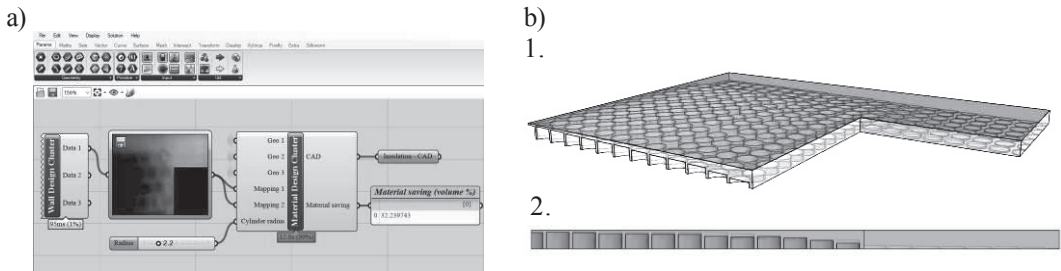 a)
File Edit View Display Solution Help
Params Maths Sets Vector Curve Surface Mesh Intersect Transform Display Kybrea Firefly Extra Silkworm
Geometry Primitive Input Util
150%
Wall Design Cluster
Data 1
Data 2
Data 3
95ms (1%)
Radius 2.2
Geo 1
Geo 2
Geo 3
Mapping 1
Mapping 2
Cylinder radius
Material Design Cluster
CAD
Material saving
Insolation - CAD
Material saving (volume %)
{0}
0 32.239743
b)
1.
2.